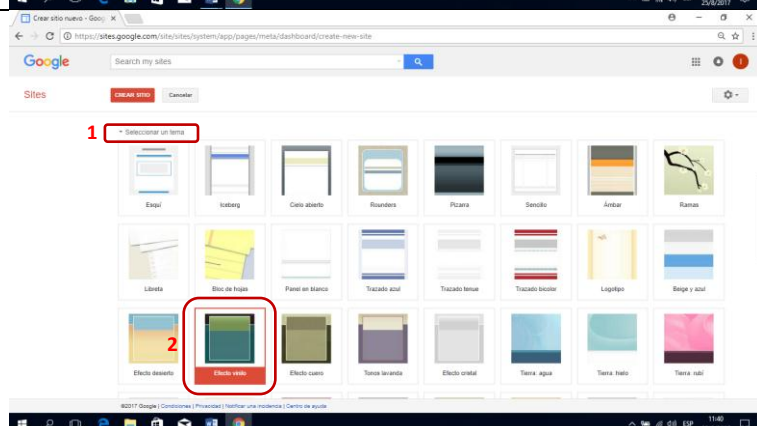 25/8/2017
Crear sitio nuevo - Goog
https://sites.google.com/site/sites/system/app/pages/meta/dashboard/create-new-site
Google Search my sites
Sites CREAR SITIO Cancelar
1 Seleccionar un tema
Esquí Iceberg Cielo abierto Rounders Pizarra Sencillo Ámbar Ramas
Libreta Bloc de hojas Panel en blanco Trazado azul Trazado tenue Trazado bicolor Logotipo Beige y azul
2
Efecto desierto Efecto vinilo Efecto cuero Tonos lavanda Efecto cristal Tierra: agua Tierra: hielo Tierra: rubí
©2017 Google | Condiciones | Privacidad | Notificar una incidencia | Centro de ayuda
ESP 11:40